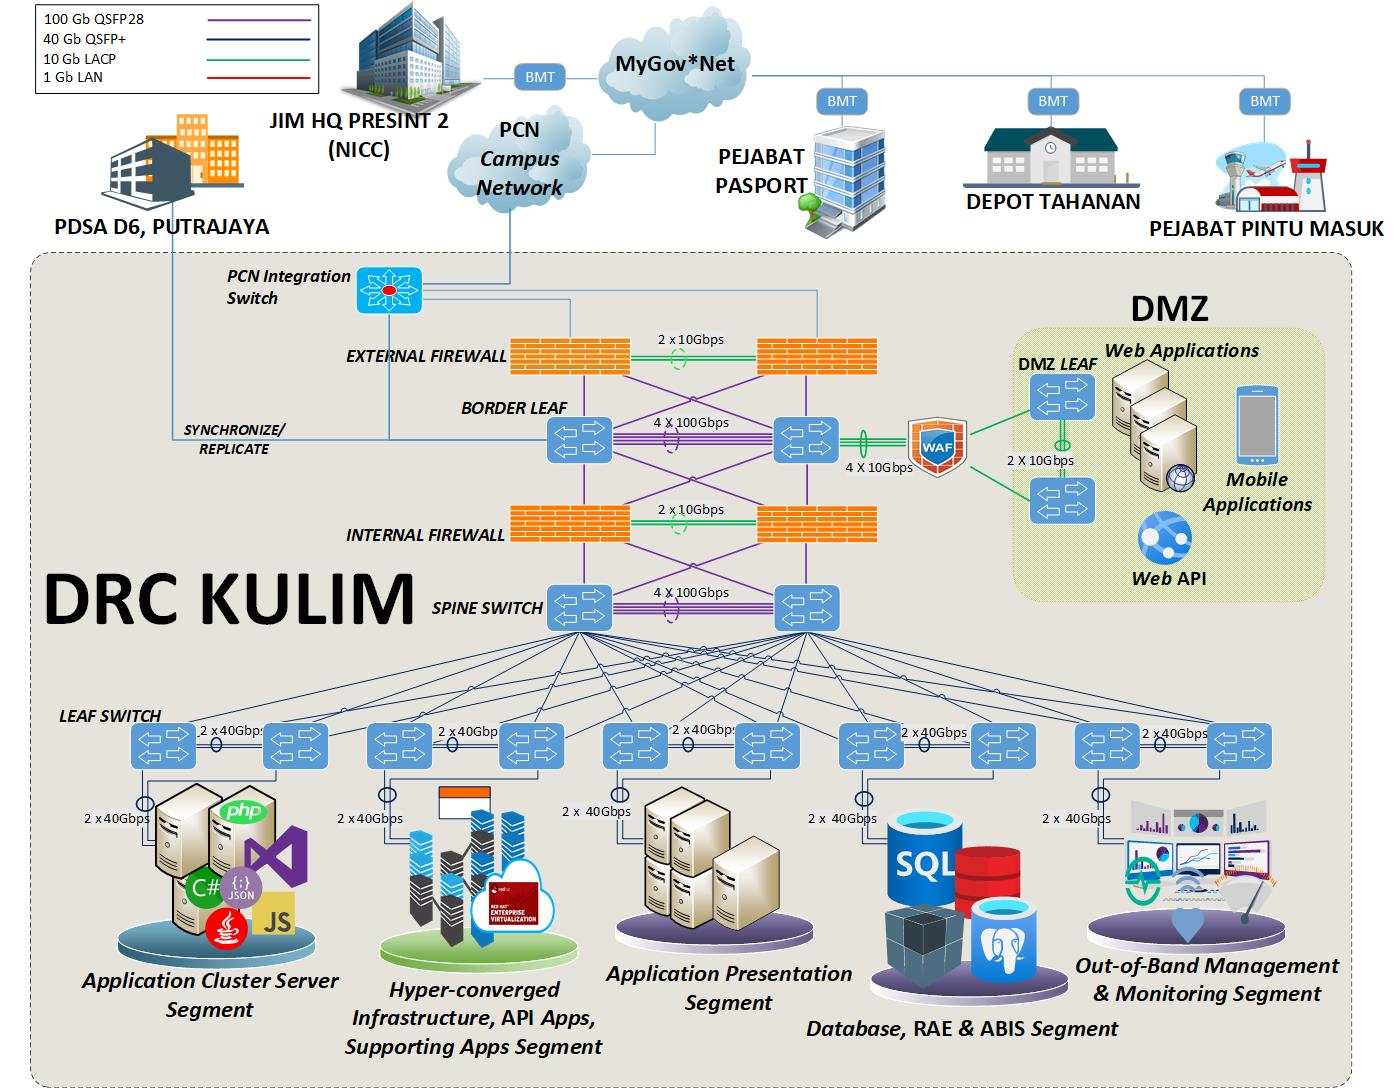 100 Gb QSFP28
40 Gb QSFP+
10 Gb LACP
1 Gb LAN
JIM HQ PRESINT 2
(NICC)
BMT
MyGov*Net
BMT
BMT
BMT
PCN
Campus
Network
PEJABAT
PASPORT
DEPOT TAHANAN
PEJABAT PINTU MASUK
PDSA D6, PUTRAJAYA
PCN Integration
Switch
DMZ
EXTERNAL FIREWALL
2 x 10Gbps
DMZ LEAF
Web Applications
BORDER LEAF
4 X 100Gbps
SYNCHRONIZE/
REPLICATE
WAF
4 X 10Gbps
2 X 10Gbps
Mobile
Applications
INTERNAL FIREWALL
2 x 10Gbps
Web API
DRC KULIM
SPINE SWITCH
4 X 100Gbps
LEAF SWITCH
2 x 40Gbps
2 x 40Gbps
2 x 40Gbps
2 x 40Gbps
2 x 40Gbps
2 x 40Gbps
2 x 40Gbps
2 x 40Gbps
2 x 40Gbps
2 x 40Gbps
php
C#
{;}
JSON
JS
Java
RED HAT
ENTERPRISE
VIRTUALIZATION
SQL
Application Cluster Server
Segment
Hyper-converged
Infrastructure, API Apps,
Supporting Apps Segment
Application Presentation
Segment
Database, RAE & ABIS Segment
Out-of-Band Management
& Monitoring Segment